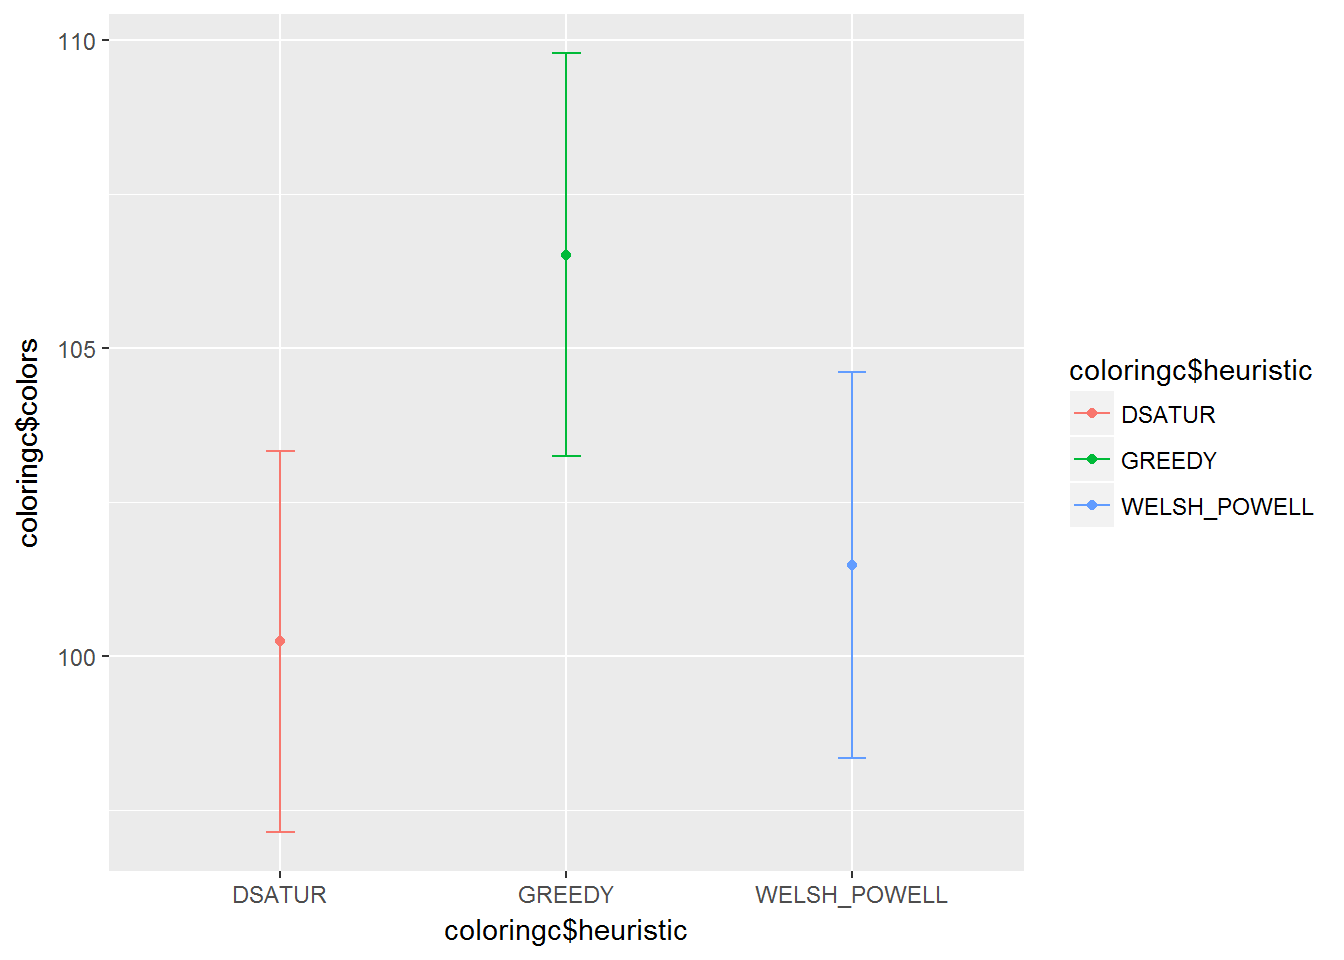 110
105
100
coloringc$colors
DSATUR
GREEDY
WELSH_POWELL
coloringc$heuristic
coloringc$heuristic
DSATUR
GREEDY
WELSH_POWELL